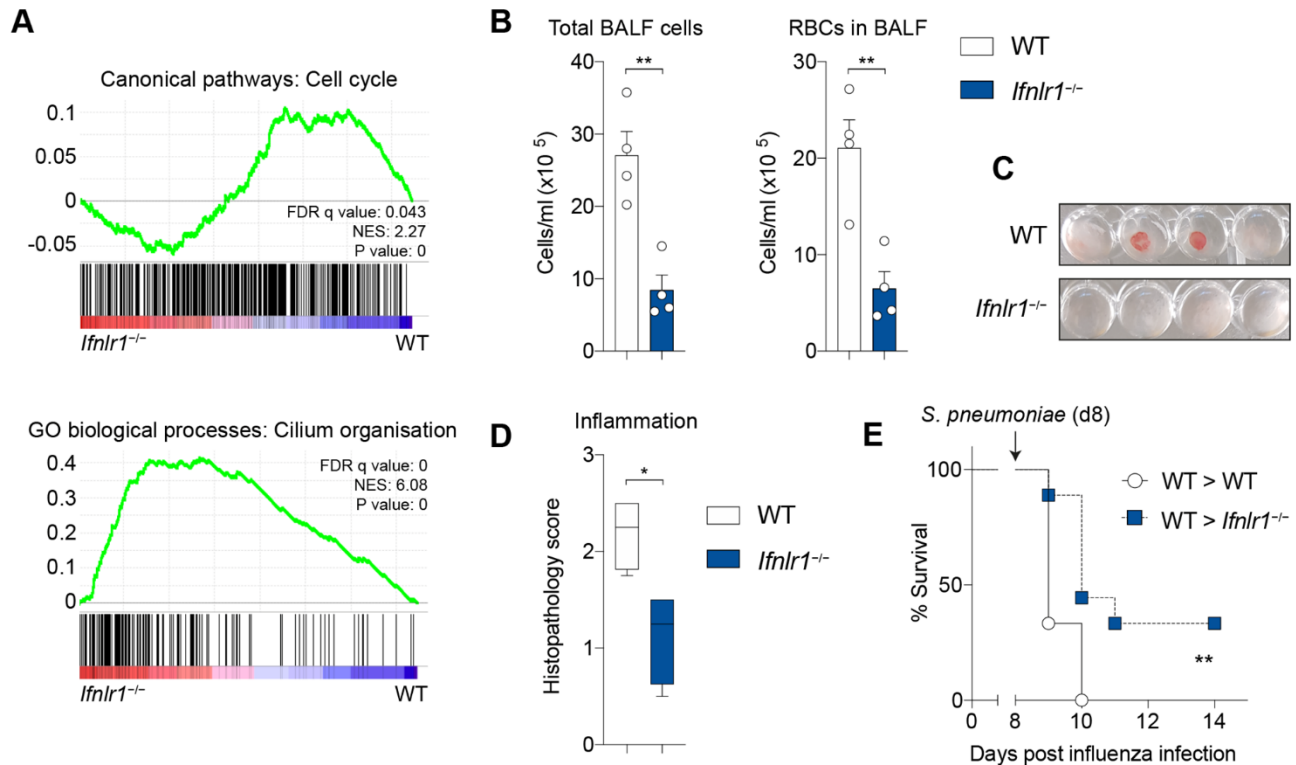 A
Canonical pathways: Cell cycle
0.1
0.05
0
-0.05
FDR q value: 0.043
NES: 2.27
P value: 0
Ifnlr1–/–
WT
GO biological processes: Cilium organisation
0.4
0.3
0.2
0.1
0
FDR q value: 0
NES: 6.08
P value: 0
Ifnlr1–/–
WT
B
Total BALF cells
**
40
30
20
10
0
Cells/ml (x10 5)
RBCs in BALF
**
30
20
10
0
Cells/ml (x10 5)
WT
Ifnlr1–/–
C
WT
Ifnlr1–/–
D
Inflammation
*
3
2
1
0
Histopathology score
WT
Ifnlr1–/–
E
S. pneumoniae (d8)
100
50
0
% Survival
WT > WT
WT > Ifnlr1–/–
**
0 8 10 12 14
Days post influenza infection